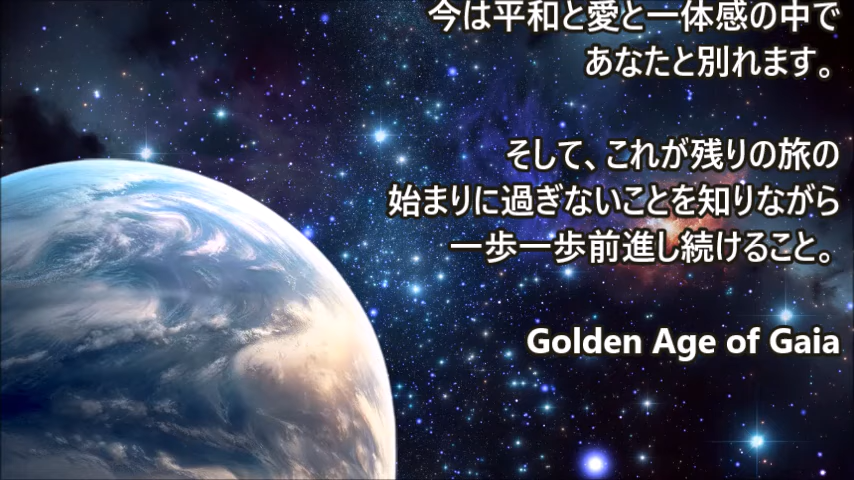 今は平和と愛と一体感の中で
あなたと別れます。
そして、これが残りの旅の
始まりに過ぎないことを知りながら
一歩一歩前進し続けること。
Golden Age of Gaia